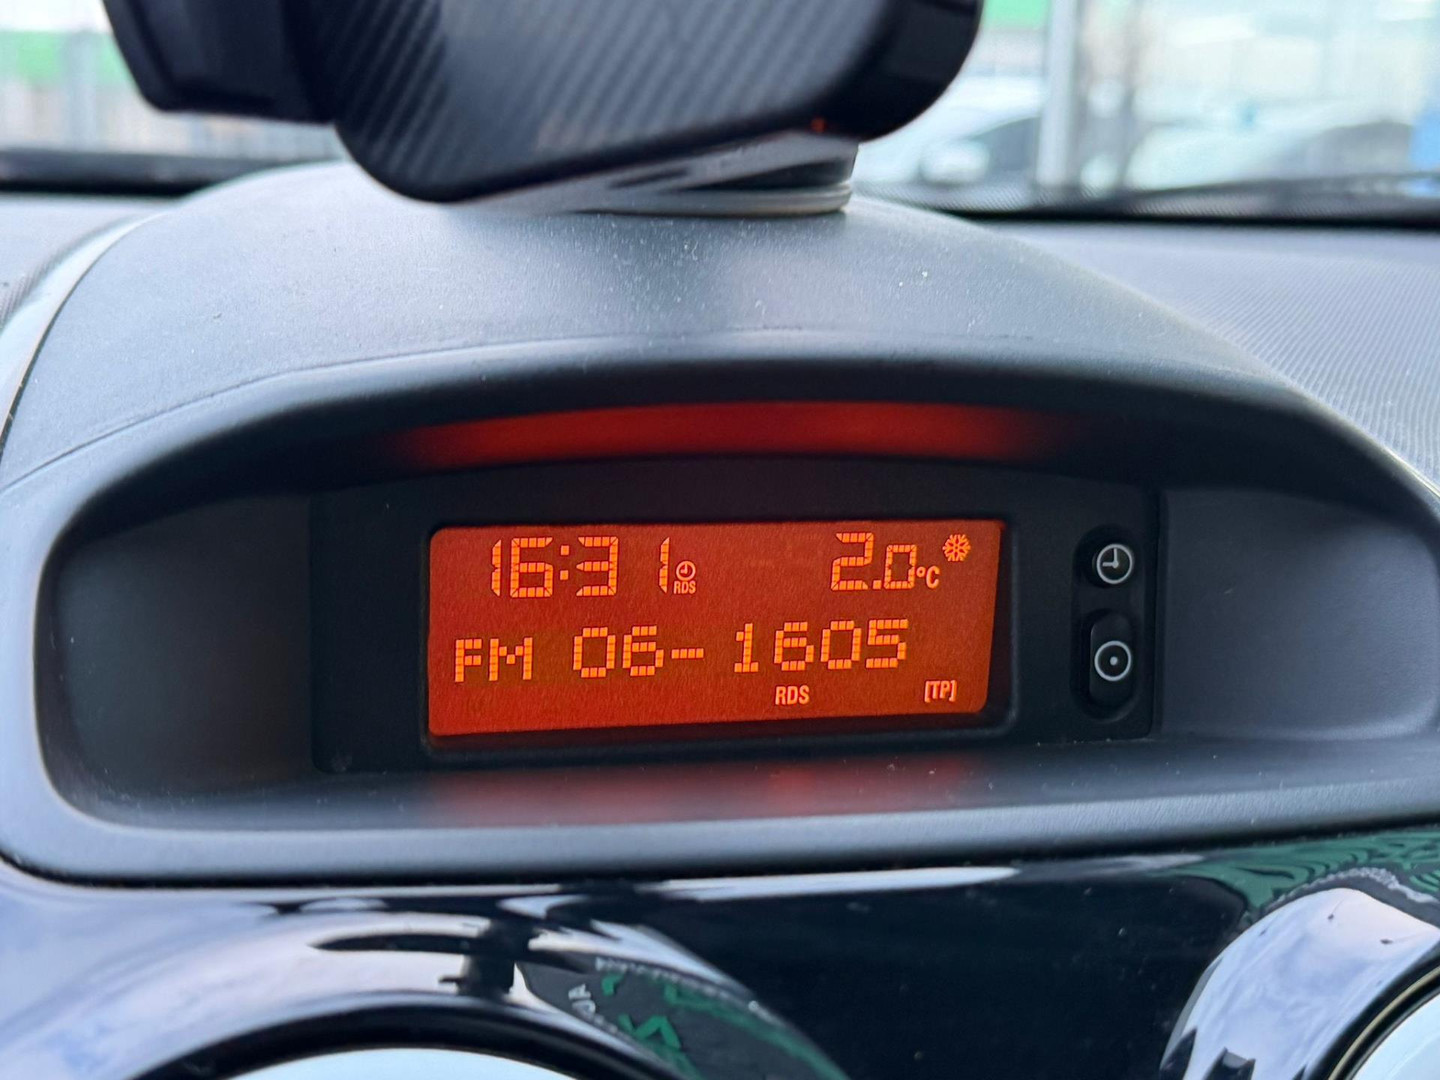 16:31 RDS 2.0°C
FM 06-1605
RDS [TP]